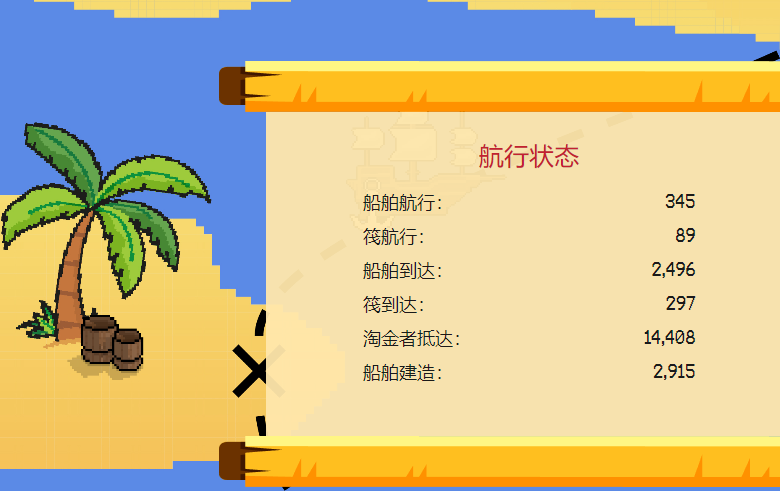 航行状态
船舶航行： 345
筏航行： 89
船舶到达： 2,496
筏到达： 297
淘金者抵达： 14,408
船舶建造： 2,915